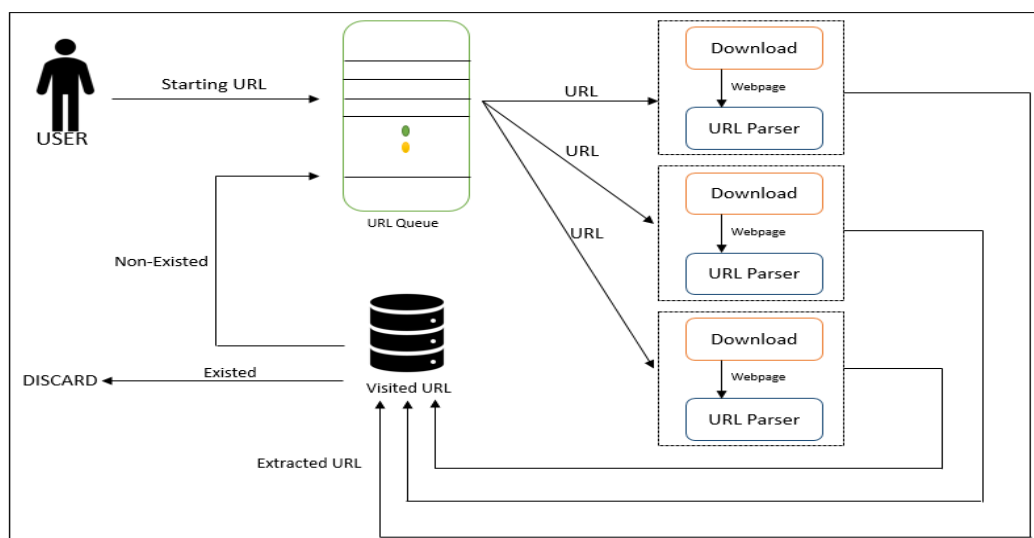 USER
Starting URL
URL Queue
URL
URL
URL
Download
Webpage
URL Parser
Download
Webpage
URL Parser
Download
Webpage
URL Parser
Non-Existed
Existed
DISCARD
Visited URL
Extracted URL